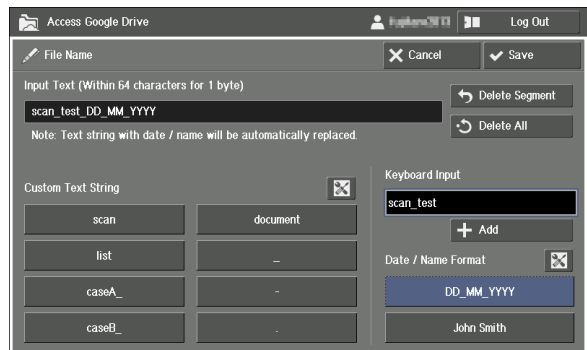 Access Google Drive
Log Out
File Name
Cancel
Save
Input Text (Within 64 characters for 1 byte)
scan_test_DD_MM_YYYY
Delete Segment
Note: Text string with date / name will be automatically replaced.
Delete All
Custom Text String
scan
document
list
_
caseA_
-
caseB_
.
Keyboard Input
scan_test
Add
Date / Name Format
DD_MM_YYYY
John Smith